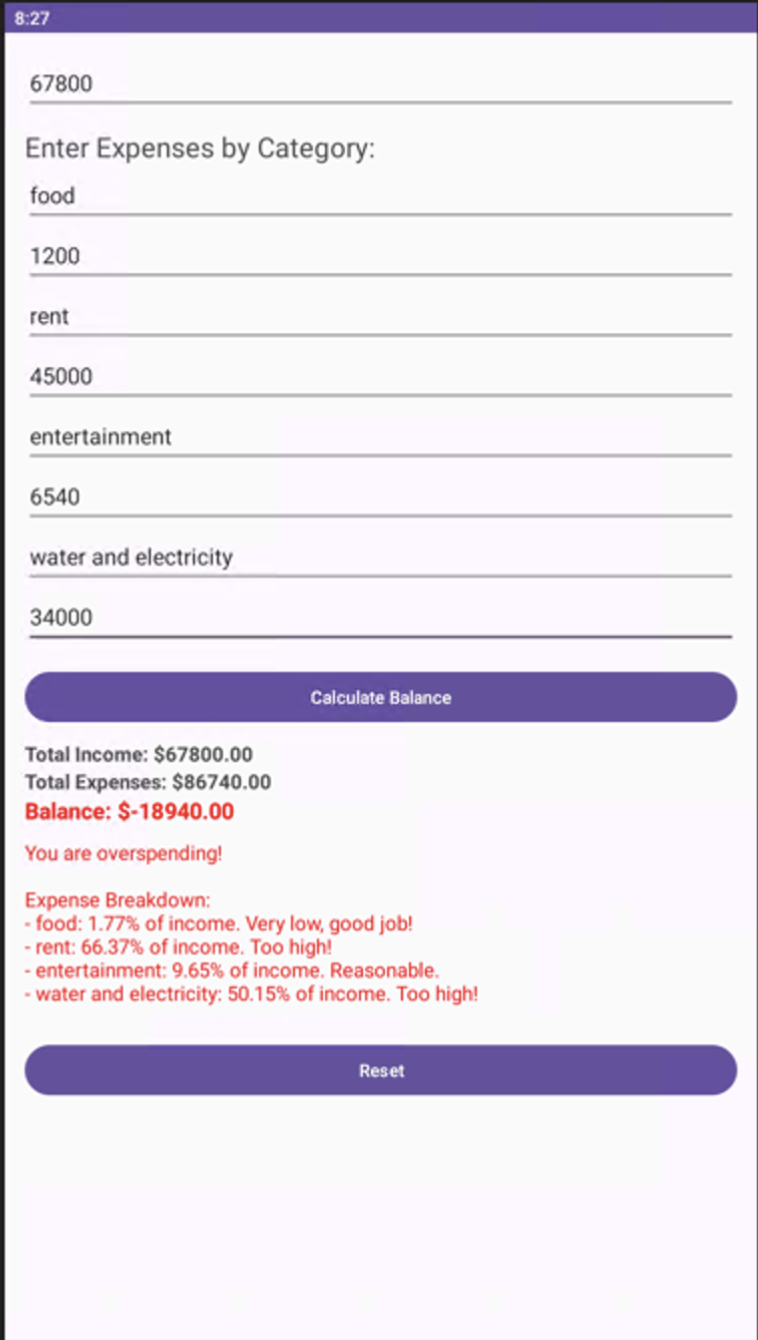 8:27
67800
Enter Expenses by Category:
food
1200
rent
45000
entertainment
6540
water and electricity
34000
Calculate Balance
Total Income: $67800.00
Total Expenses: $86740.00
Balance: $-18940.00
You are overspending!
Expense Breakdown:
- food: 1.77% of income. Very low, good job!
- rent: 66.37% of income. Too high!
- entertainment: 9.65% of income. Reasonable.
- water and electricity: 50.15% of income. Too high!
Reset